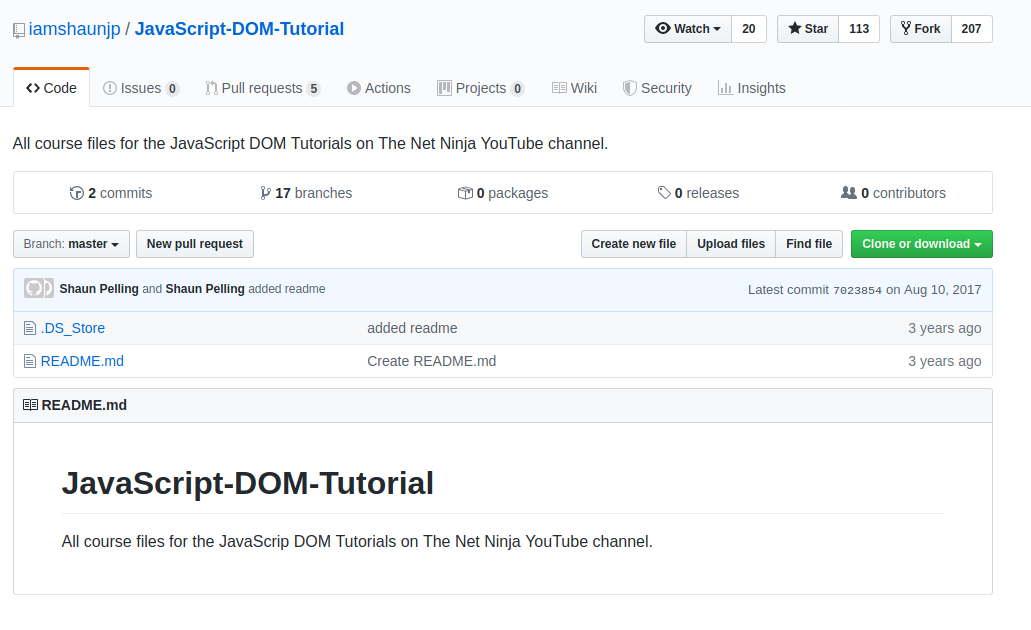 iamshaunjp / JavaScript-DOM-Tutorial
Watch 20 Star 113 Fork 207
Code Issues 0 Pull requests 5 Actions Projects 0 Wiki Security Insights
All course files for the JavaScript DOM Tutorials on The Net Ninja YouTube channel.
2 commits 17 branches 0 packages 0 releases 0 contributors
Branch: master New pull request Create new file Upload files Find file Clone or download
Shaun Pelling and Shaun Pelling added readme Latest commit 7023854 on Aug 10, 2017
.DS_Store added readme 3 years ago
README.md Create README.md 3 years ago
README.md
JavaScript-DOM-Tutorial
All course files for the JavaScrip DOM Tutorials on The Net Ninja YouTube channel.